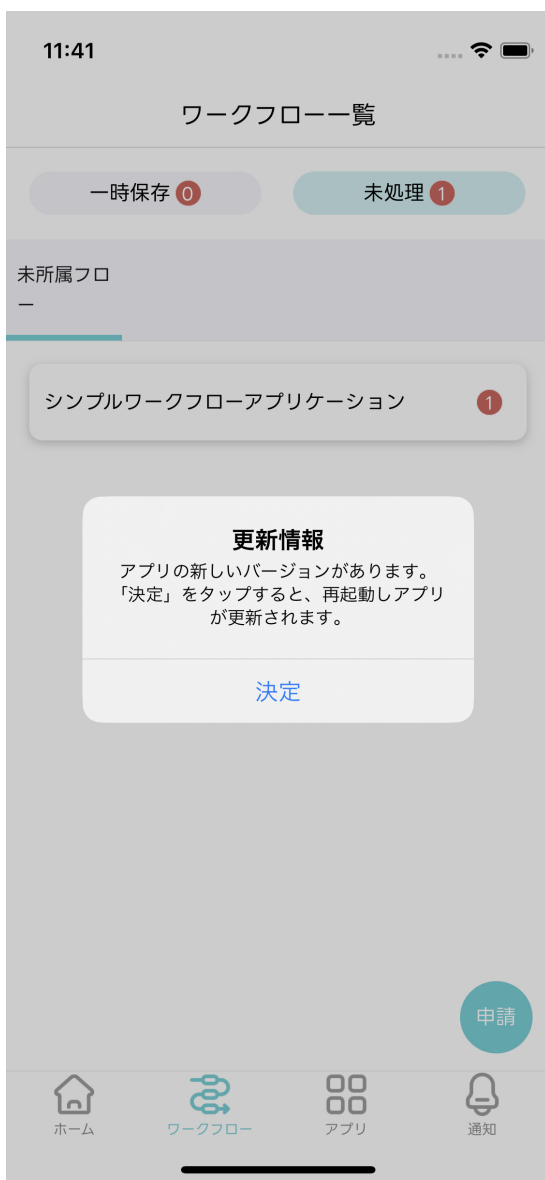 11:41
ワークフロー一覧
一時保存 0
未処理 1
未所属フロ
ー
シンプルワークフローアプリケーション 1
更新情報
アプリの新しいバージョンがあります。
「決定」をタップすると、再起動しアプリ
が更新されます。
決定
申請
ホーム
ワークフロー
アプリ
通知